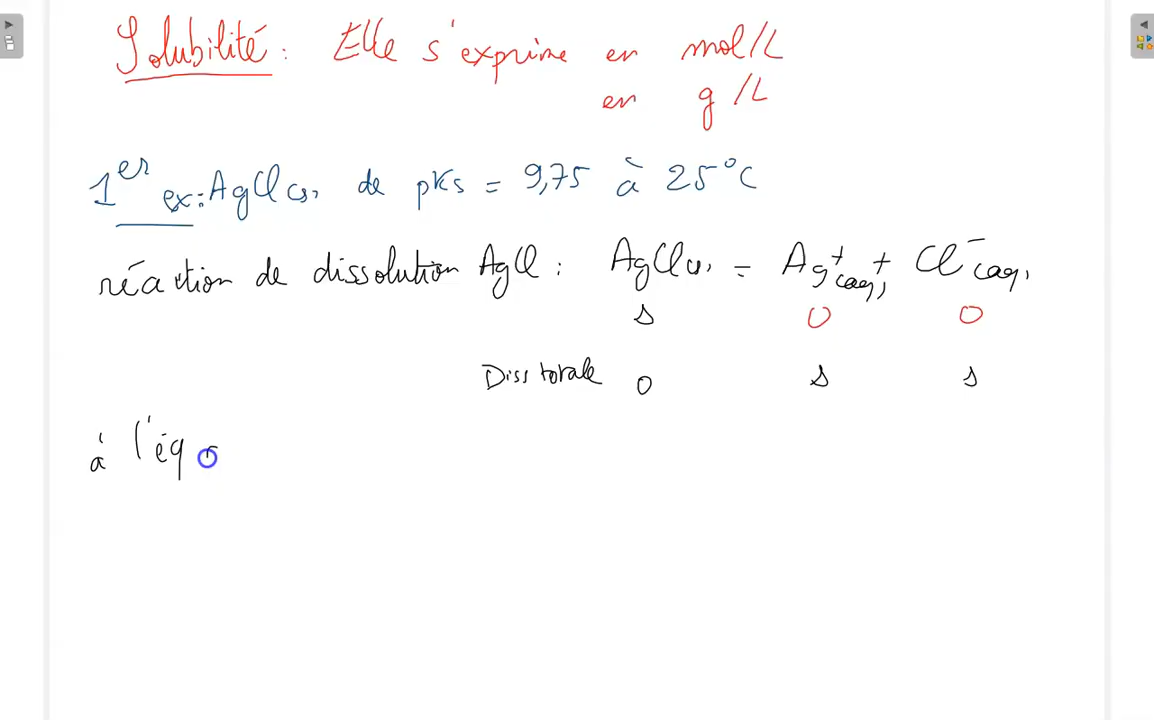 Solubilité : Elle s'exprime en mol/L
en g/L
1er ex: AgCl(s), de pKs = 9,75 à 25°C
réaction de dissolution AgCl : AgCl(s) = Ag+(aq) + Cl-(aq)
s 0 0
Diss totale 0 s s
à l'éq